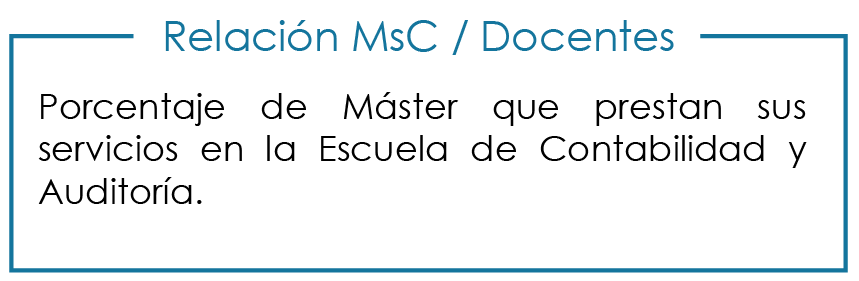 Relación MsC / Docentes
Porcentaje de Máster que prestan sus
servicios en la Escuela de Contabilidad y
Auditoría.